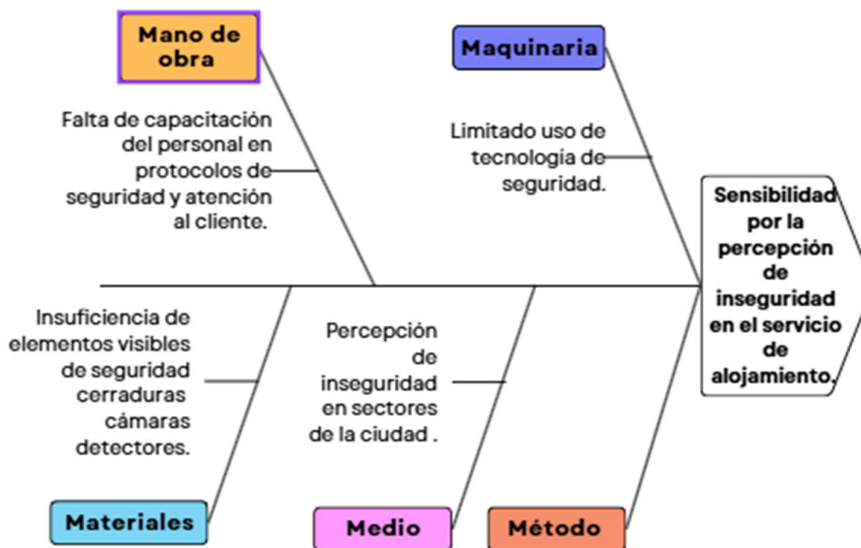 Mano de
obra
Maquinaria
Falta de capacitación
del personal en
protocolos de
seguridad y atención
al cliente.
Limitado uso de
tecnología de
seguridad.
Sensibilidad
por la
percepción
de
inseguridad
en el servicio
de
alojamiento.
Insuficiencia de
elementos visibles
de seguridad
cerraduras
cámaras
detectores.
Percepción
de
inseguridad
en sectores
de la ciudad .
Materiales
Medio
Método